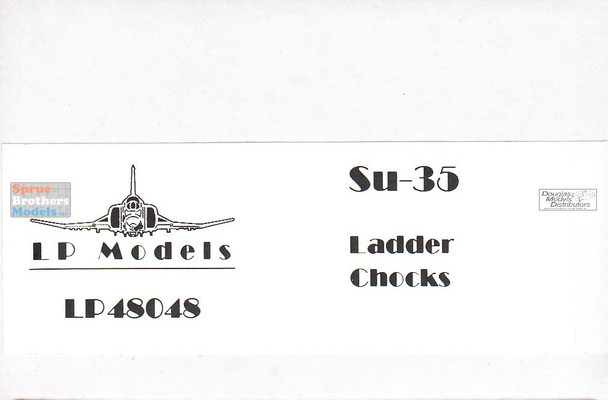 Sprue
Brothers
Models
LP Models
LP48048
Su-35
Ladder
Chocks
Douglas
Models
Distributors